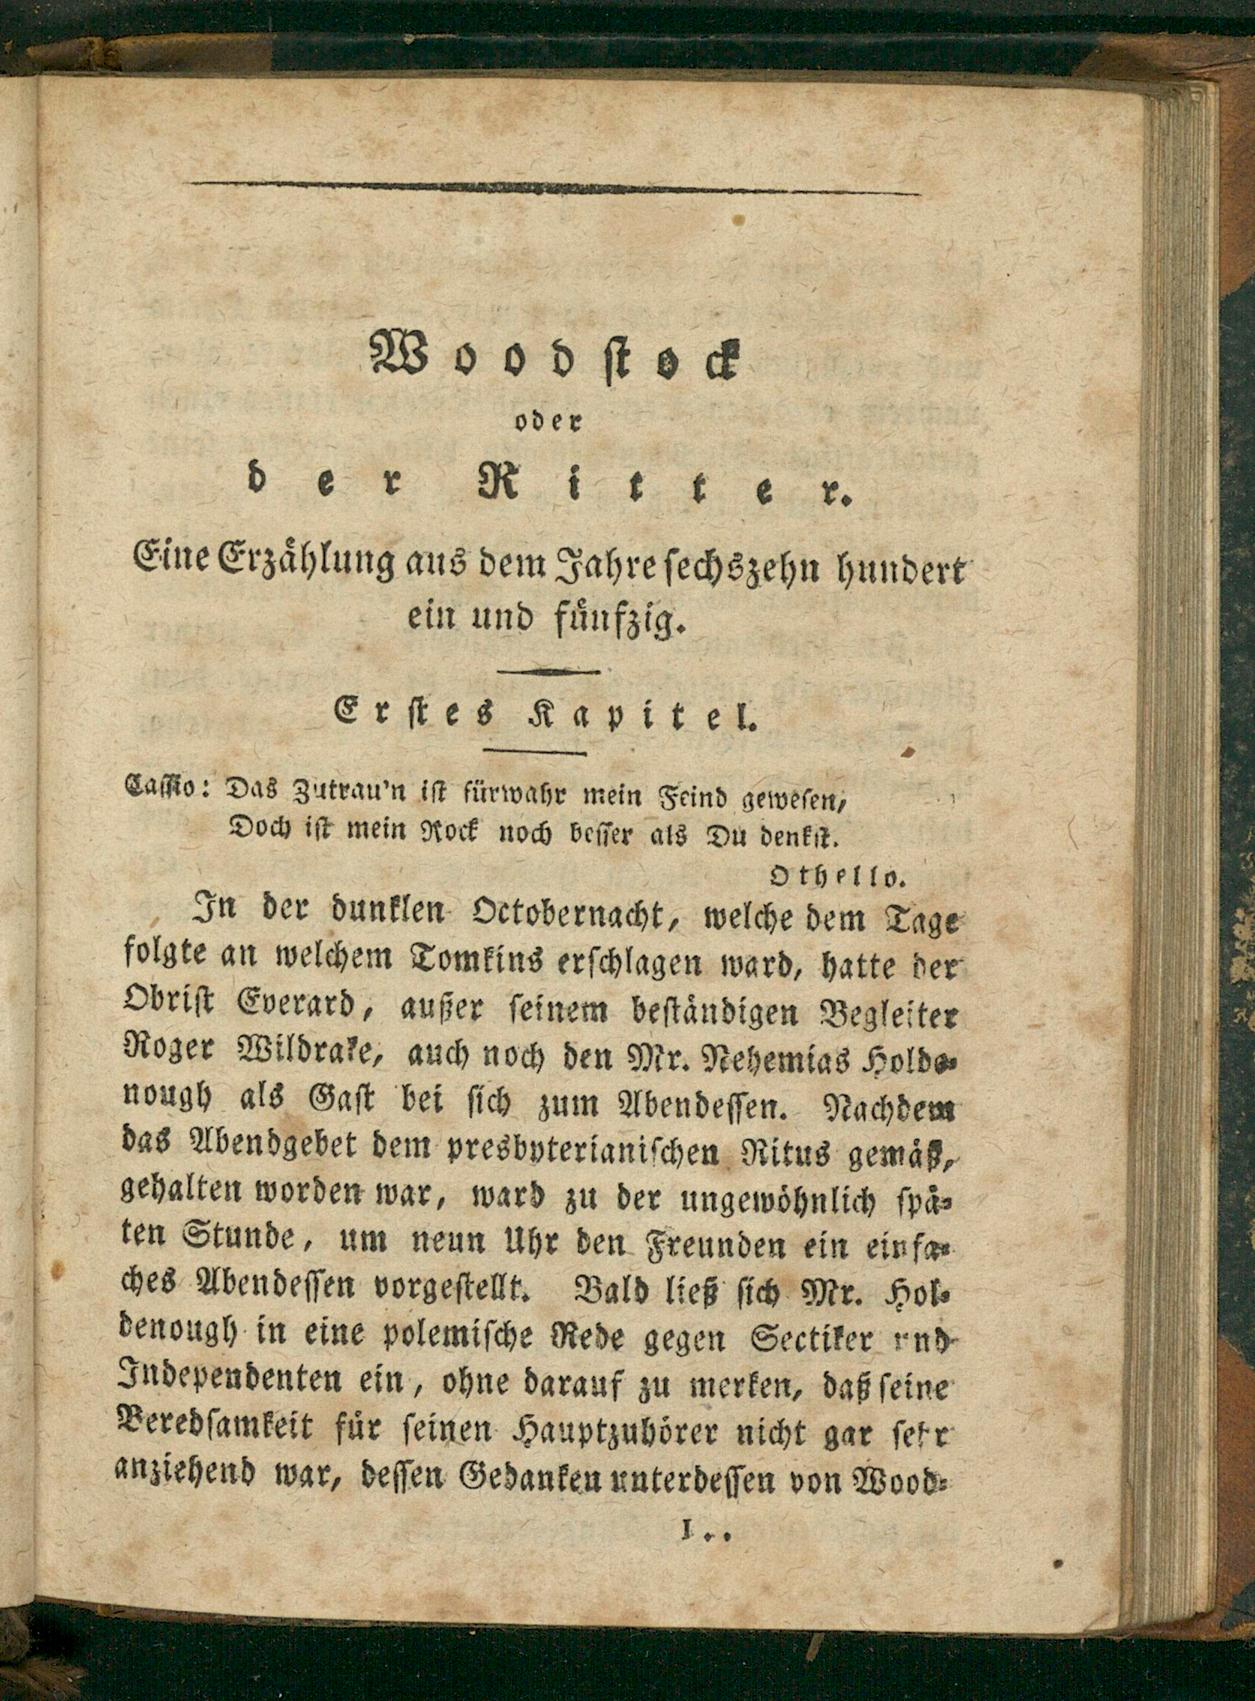 Woodstock
oder
der Ritter.
Eine Erzählung aus dem Jahre sechszehn hundert
ein und fünfzig.
Erstes Kapitel.
Cassio: Das Zutrau'n ist fürwahr mein Feind gewesen,
Doch ist mein Rock noch besser als Du denkst.
Othello.
In der dunklen Octobernacht, welche dem Tage
folgte an welchem Tomkins erschlagen ward, hatte der
Obrist Everard, außer seinem beständigen Begleiter
Roger Wildrake, auch noch den Mr. Nehemias Holde-
nough als Gast bei sich zum Abendessen. Nachdem
das Abendgebet dem presbyterianischen Ritus gemäß,
gehalten worden war, ward zu der ungewöhnlich spä-
ten Stunde, um neun Uhr den Freunden ein einfa-
ches Abendessen vorgestellt. Bald ließ sich Mr. Hol-
denough in eine polemische Rede gegen Sectiker und
Independenten ein, ohne darauf zu merken, daß seine
Beredsamkeit für seinen Hauptzuhörer nicht gar sehr
anziehend war, dessen Gedanken unterdessen von Wood-
1..